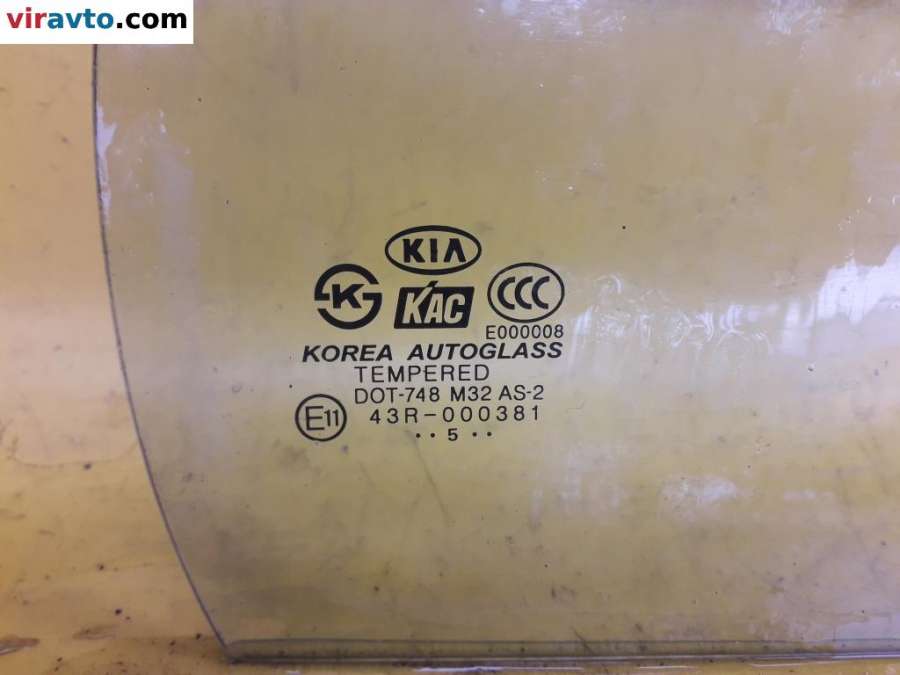 viravto.com
KIA
K
KAC
CCC
E000008
KOREA AUTOGLASS
TEMPERED
DOT-748 M32 AS-2
E11
43R-000381
·· 5 ··